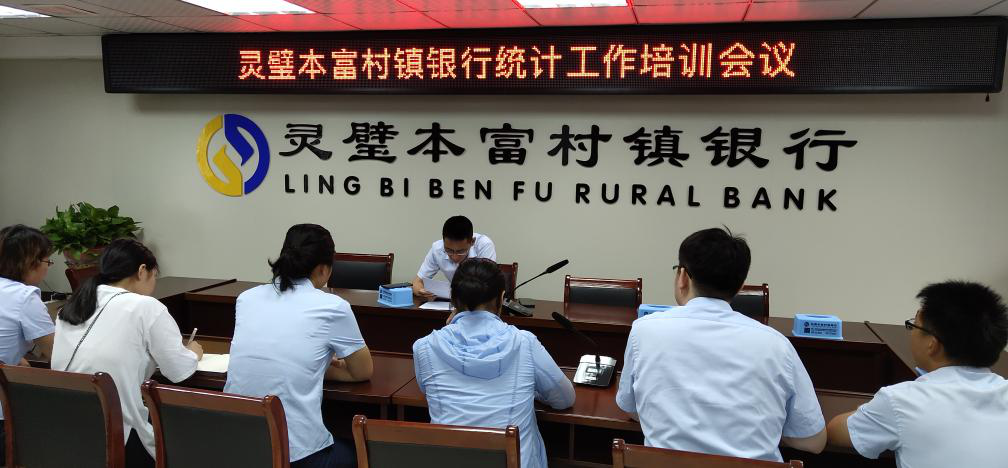 灵璧本富村镇银行统计工作培训会议
灵璧本富村镇银行
LING BI BEN FU RURAL BANK